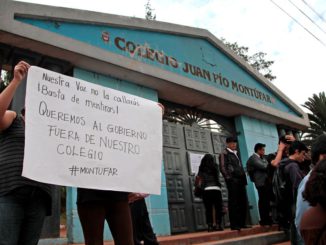 COLEGIO JUAN PÍO MONTÚFAR
Nuestra Voz no la callarás
¡Basta de mentiras!
QUEREMOS AL GOBIERNO
FUERA DE NUESTRO
COLEGIO
#MONTUFAR